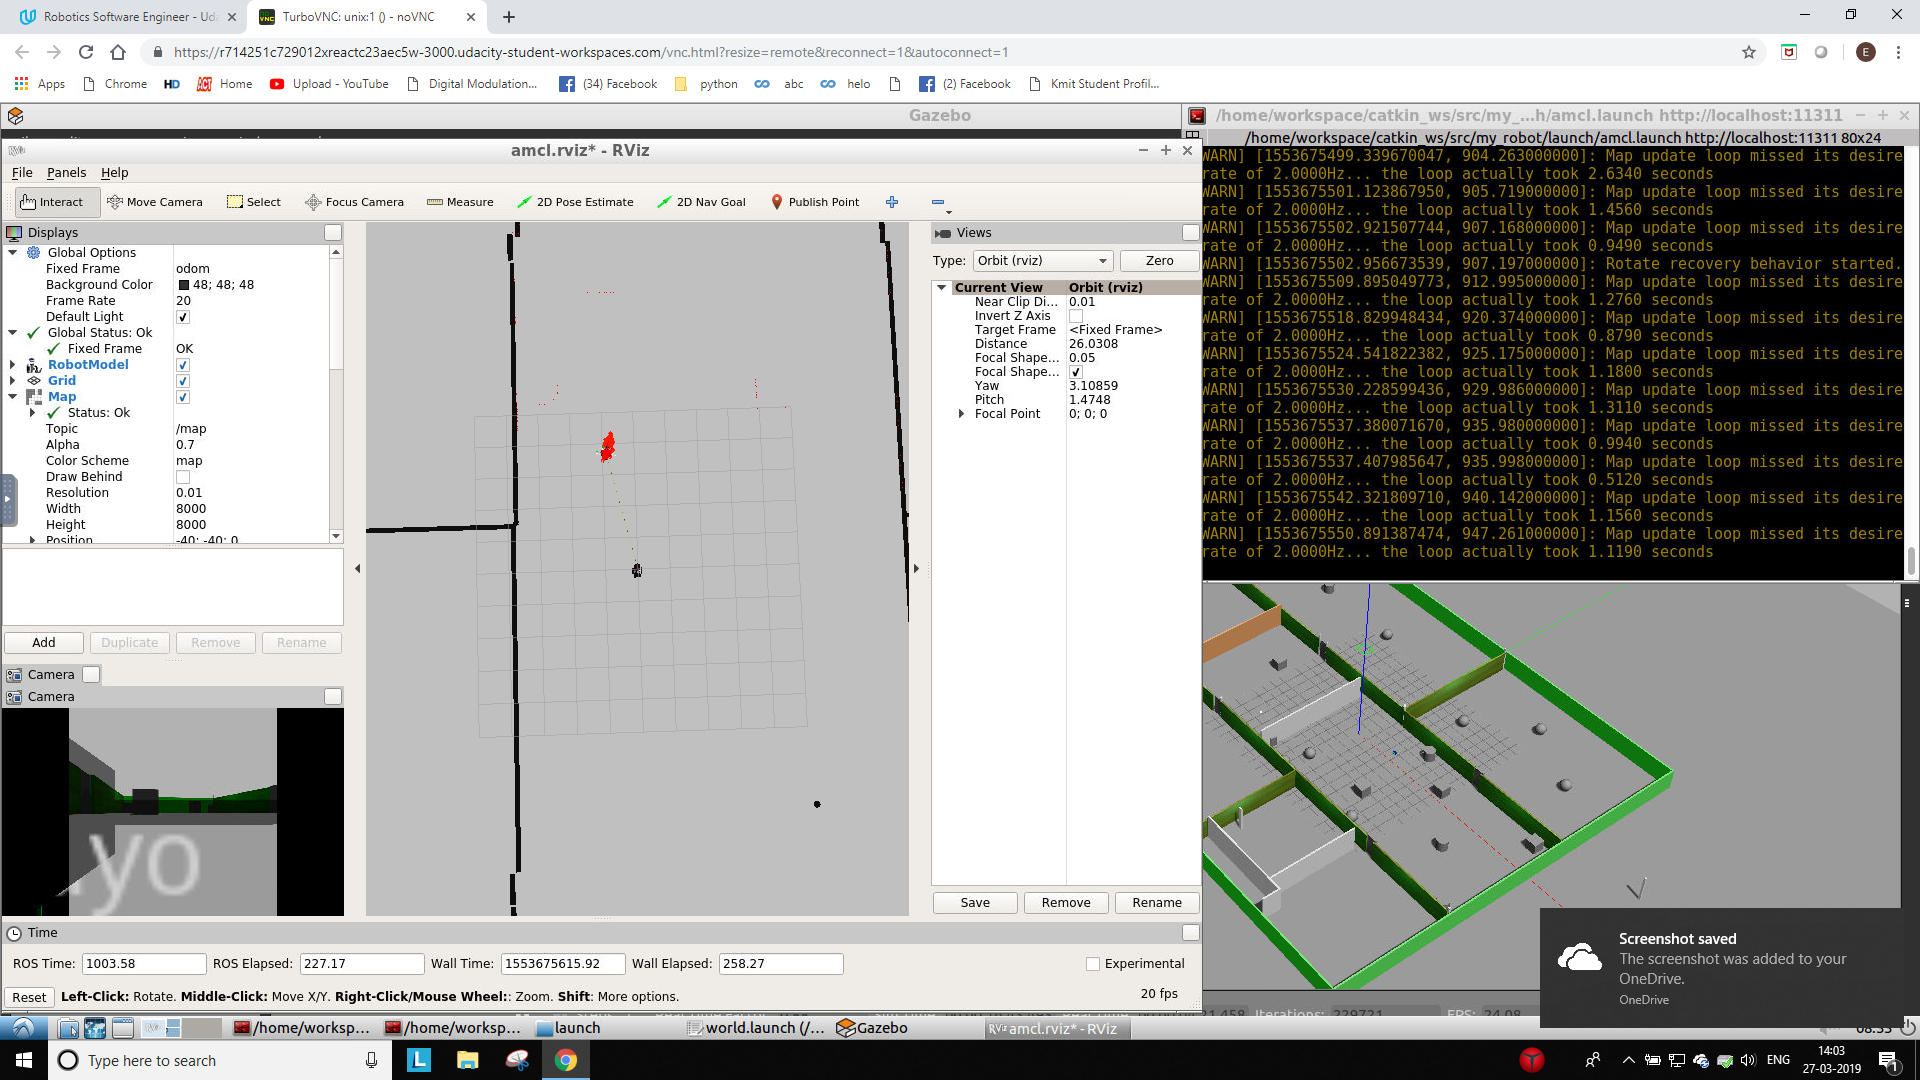 Robotics Software Engineer - Uda
TurboVNC: unix:1 () - noVNC
https://r714251c729012xreactc23aec5w-3000.udacity-student-workspaces.com/vnc.html?resize=remote&reconnect=1&autoconnect=1
E
Apps
Chrome
HD
Home
Upload - YouTube
Digital Modulation...
(34) Facebook
python
abc
helo
(2) Facebook
Kmit Student Profil...
Gazebo
/home/workspace/catkin_ws/src/my_...h/amcl.launch http://localhost:11311
/home/workspace/catkin_ws/src/my_robot/launch/amcl.launch http://localhost:11311 80x24
amcl.rviz* - RViz
File Panels Help
Interact
Move Camera
Select
Focus Camera
Measure
2D Pose Estimate
2D Nav Goal
Publish Point
Displays
Global Options
Fixed Frame odom
Background Color 48; 48; 48
Frame Rate 20
Default Light
Global Status: Ok
Fixed Frame OK
RobotModel
Grid
Map
Status: Ok
Topic /map
Alpha 0.7
Color Scheme map
Draw Behind
Resolution 0.01
Width 8000
Height 8000
Position -40; -40; 0
Add Duplicate Remove Rename
Camera
Camera
yo
Views
Type: Orbit (rviz) Zero
Current View Orbit (rviz)
Near Clip Di... 0.01
Invert Z Axis
Target Frame <Fixed Frame>
Distance 26.0308
Focal Shape... 0.05
Focal Shape...
Yaw 3.10859
Pitch 1.4748
Focal Point 0; 0; 0
Save Remove Rename
WARN] [1553675499.339670047, 904.263000000]: Map update loop missed its desire
rate of 2.0000Hz... the loop actually took 2.6340 seconds
WARN] [1553675501.123867950, 905.719000000]: Map update loop missed its desire
rate of 2.0000Hz... the loop actually took 1.4560 seconds
WARN] [1553675502.921507744, 907.168000000]: Map update loop missed its desire
rate of 2.0000Hz... the loop actually took 0.9490 seconds
WARN] [1553675502.956673539, 907.197000000]: Rotate recovery behavior started.
WARN] [1553675509.895049773, 912.995000000]: Map update loop missed its desire
rate of 2.0000Hz... the loop actually took 1.2760 seconds
WARN] [1553675518.829948434, 920.374000000]: Map update loop missed its desire
rate of 2.0000Hz... the loop actually took 0.8790 seconds
WARN] [1553675524.541822382, 925.175000000]: Map update loop missed its desire
rate of 2.0000Hz... the loop actually took 1.1800 seconds
WARN] [1553675530.228599436, 929.986000000]: Map update loop missed its desire
rate of 2.0000Hz... the loop actually took 1.3110 seconds
WARN] [1553675537.380071670, 935.980000000]: Map update loop missed its desire
rate of 2.0000Hz... the loop actually took 0.9940 seconds
WARN] [1553675537.407985647, 935.998000000]: Map update loop missed its desire
rate of 2.0000Hz... the loop actually took 0.5120 seconds
WARN] [1553675542.321809710, 940.142000000]: Map update loop missed its desire
rate of 2.0000Hz... the loop actually took 1.1560 seconds
WARN] [1553675550.891387474, 947.261000000]: Map update loop missed its desire
rate of 2.0000Hz... the loop actually took 1.1190 seconds
Screenshot saved
The screenshot was added to your
OneDrive.
OneDrive
Time
ROS Time: 1003.58 ROS Elapsed: 227.17 Wall Time: 1553675615.92 Wall Elapsed: 258.27 Experimental
Reset Left-Click: Rotate. Middle-Click: Move X/Y. Right-Click/Mouse Wheel:: Zoom. Shift: More options. 20 fps
/home/worksp...
/home/worksp...
launch
world.launch (/...
Gazebo
amcl.rviz* - RViz
Type here to search
L
ENG
14:03
27-03-2019
1